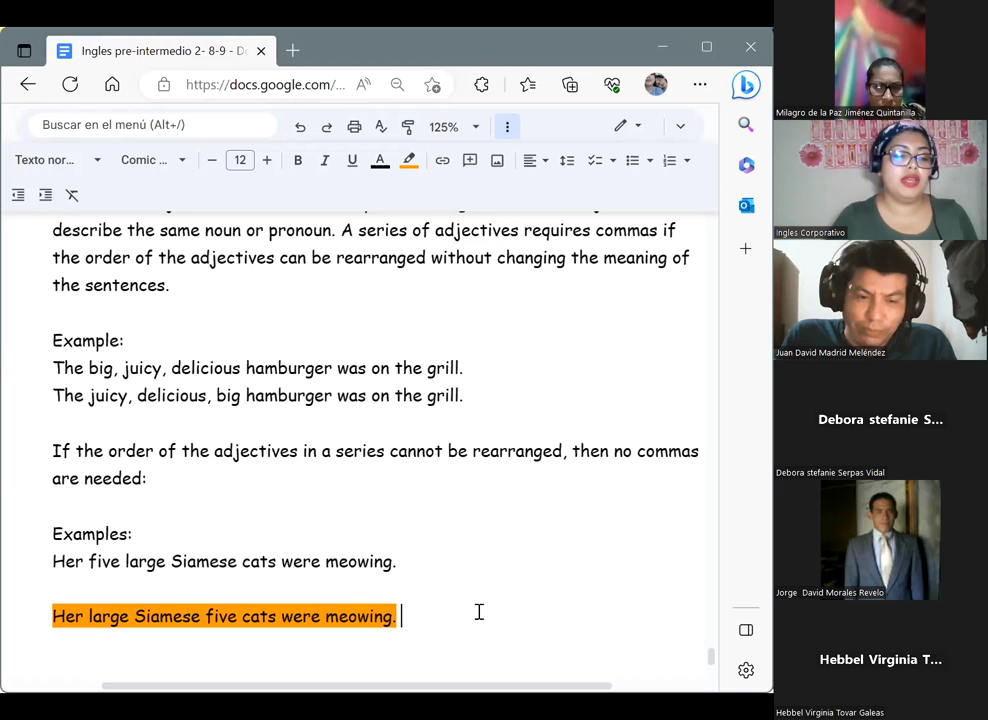 Ingles pre-intermedio 2- 8-9 - D
https://docs.google.com/...
Buscar en el menú (Alt+/)
125%
Texto nor...
Comic ...
12
describe the same noun or pronoun. A series of adjectives requires commas if
the order of the adjectives can be rearranged without changing the meaning of
the sentences.
Example:
The big, juicy, delicious hamburger was on the grill.
The juicy, delicious, big hamburger was on the grill.
If the order of the adjectives in a series cannot be rearranged, then no commas
are needed:
Examples:
Her five large Siamese cats were meowing.
Her large Siamese five cats were meowing.
Milagro de la Paz Jiménez Quintanilla
Ingles Corporativo
Juan David Madrid Meléndez
Debora stefanie S...
Debora stefanie Serpas Vidal
Jorge David Morales Revelo
Hebbel Virginia T...
Hebbel Virginia Tovar Galeas